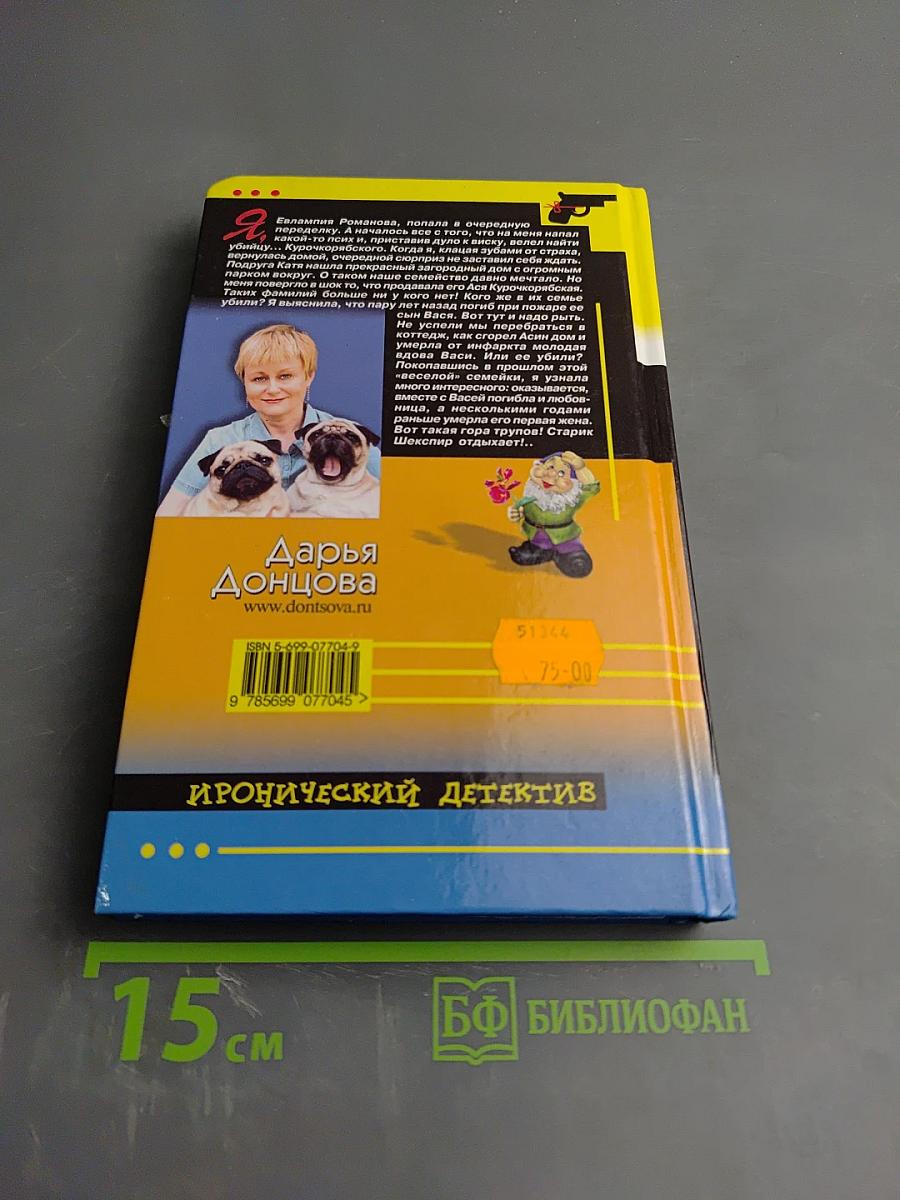 Я, Евлампия Романова, попала в очередную
переделку. А началось все с того, что на меня напал
какой-то псих и, приставив дуло к виску, велел найти
убийцу... Курочкорябского. Когда я, клацая зубами от страха,
вернулась домой, очередной сюрприз не заставил себя ждать.
Подруга Катя нашла прекрасный загородный дом с огромным
парком вокруг. О таком наше семейство давно мечтало. Но
меня повергло в шок то, что продавала его Ася Курочкорябская.
Таких фамилий больше ни у кого нет! Кого же в их семье
убили? Я выяснила, что пару лет назад погиб при пожаре ее
сын Вася. Вот тут и надо рыть.
Не успели мы перебраться в
коттедж, как сгорел Асин дом и
умерла от инфаркта молодая
вдова Васи. Или ее убили?
Покопавшись в прошлом этой
«веселой» семейки, я узнала
много интересного: оказывается,
вместе с Васей погибла и любов-
ница, а несколькими годами
раньше умерла его первая жена.
Вот такая гора трупов! Старик
Шекспир отдыхает!..
Дарья
Донцова
www.dontsova.ru
ISBN 5-699-07704-9
9 785699 077045 >
51344
75-00
ИРОНИЧЕСКИЙ ДЕТЕКТИВ
15 см
БФ БИБЛИОФАН